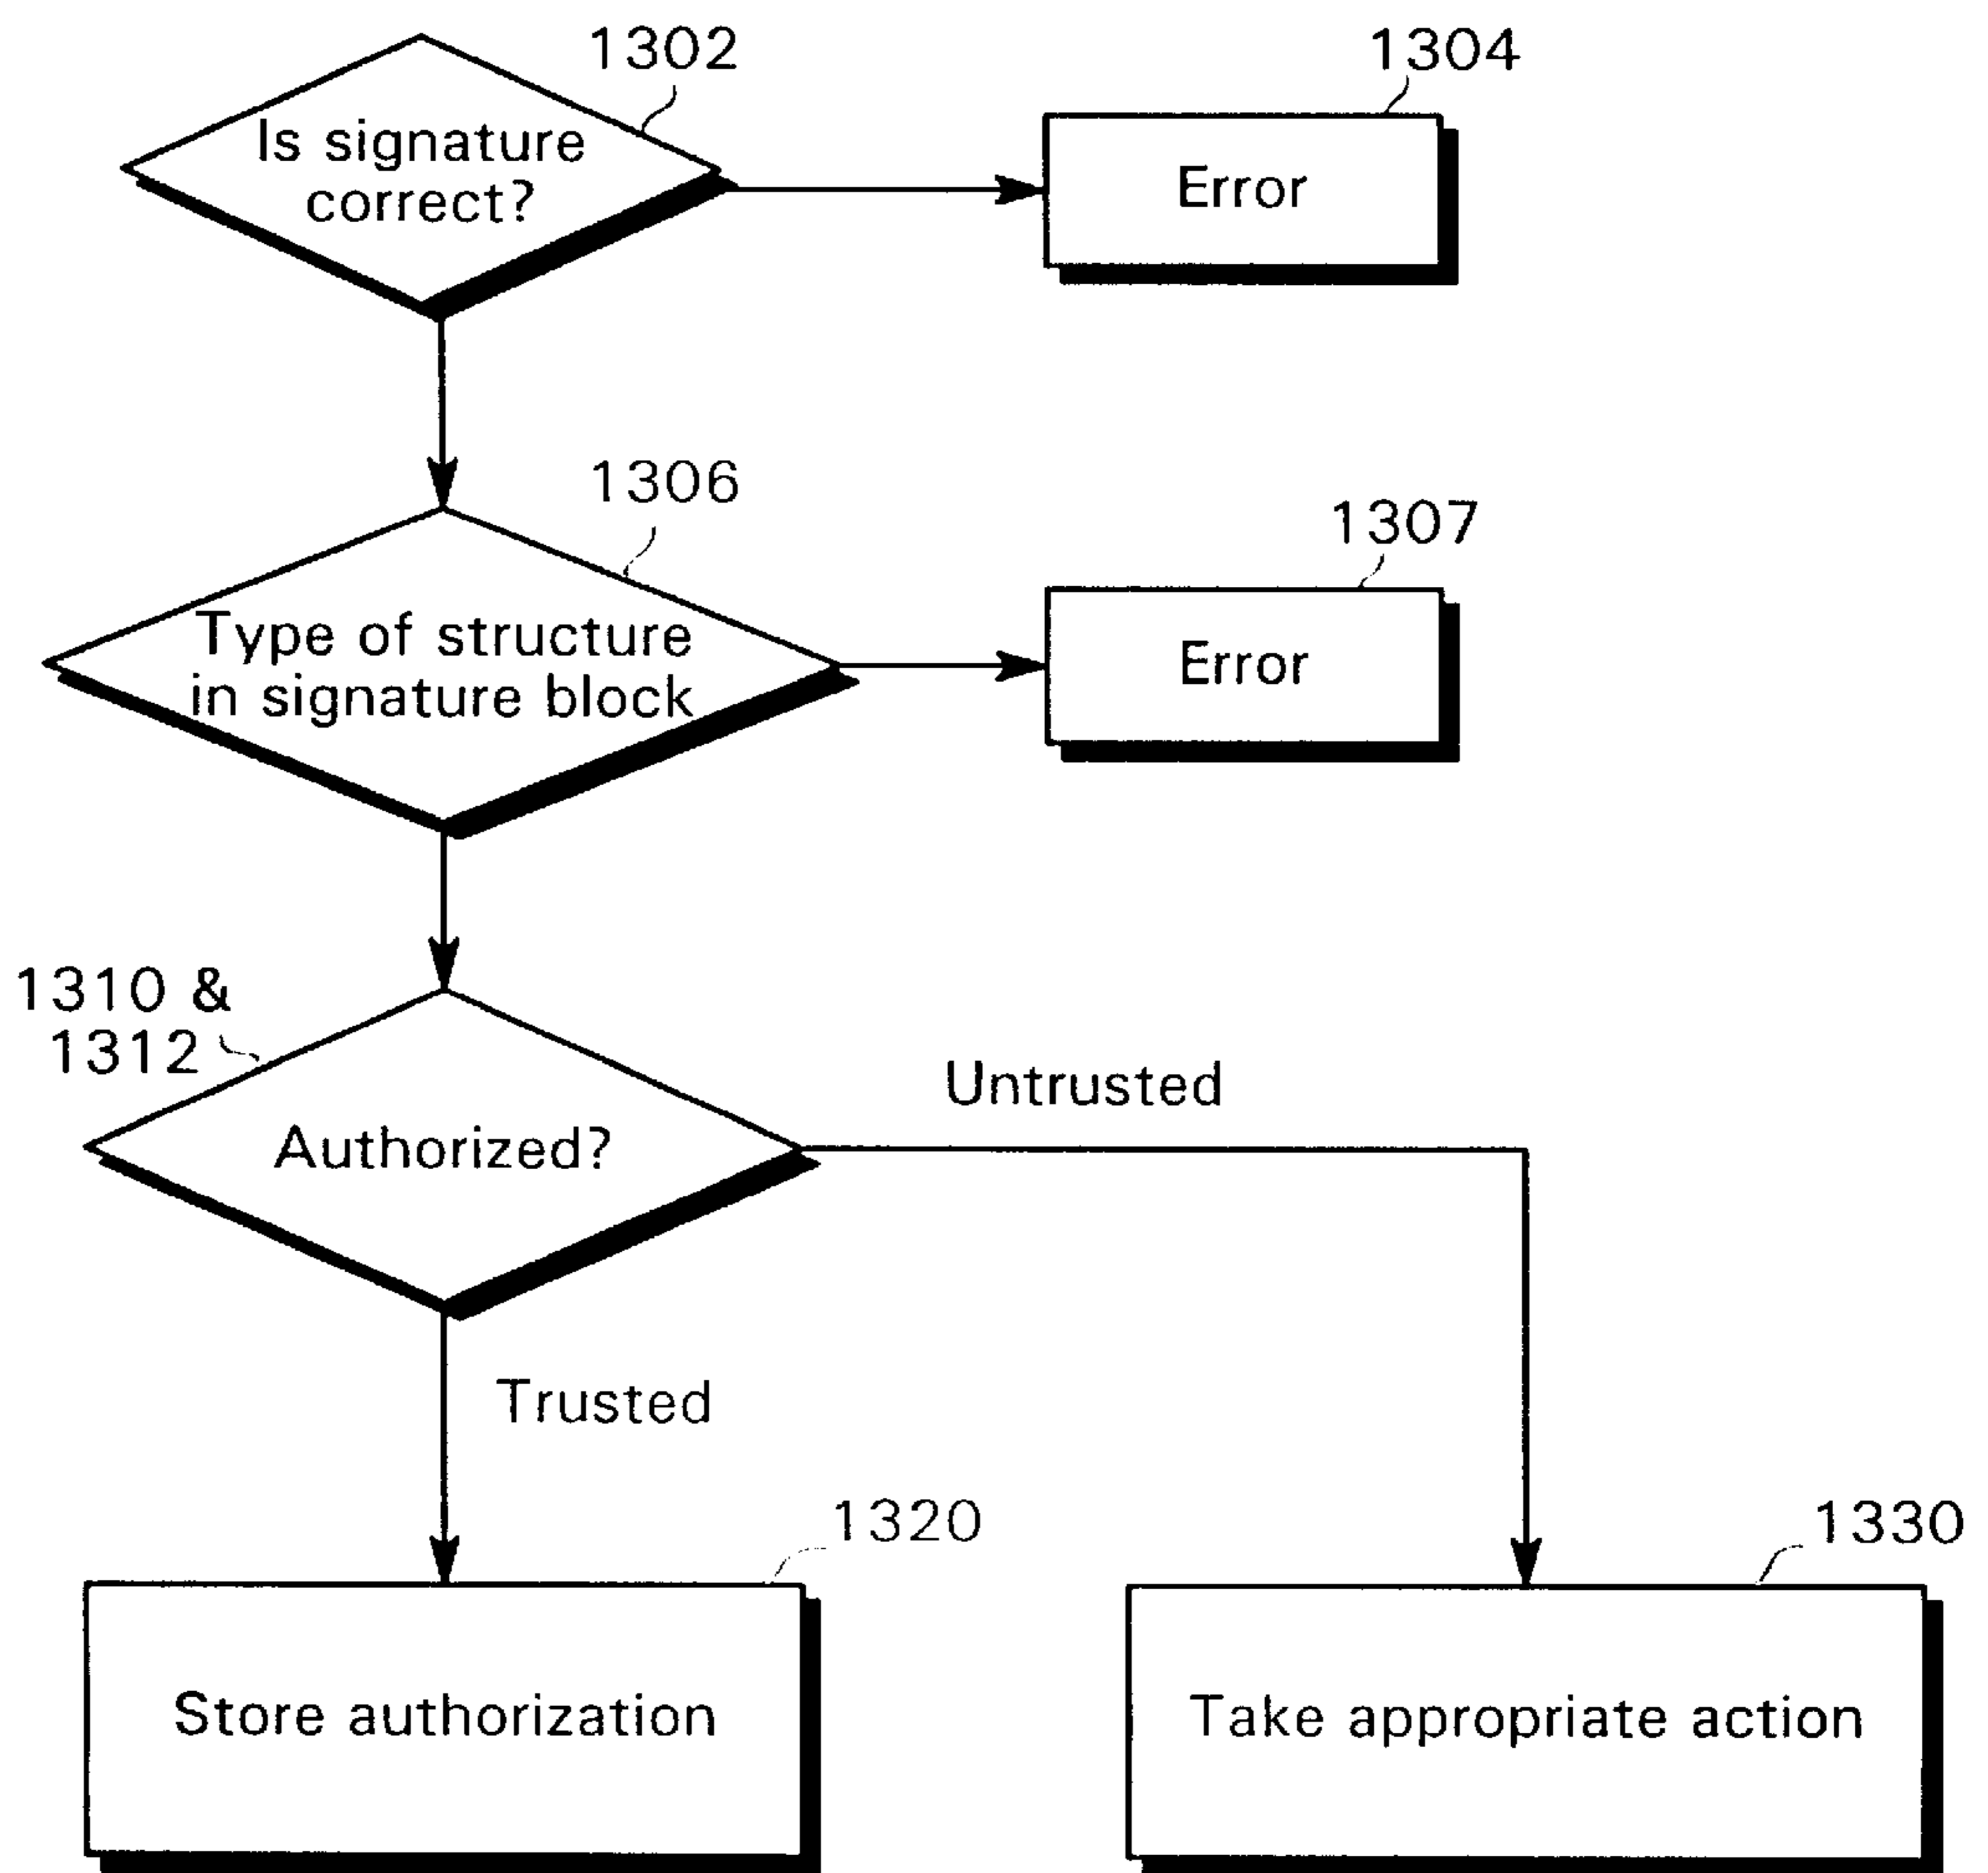 1302
1304
Is signature
correct?
Error
1306
1307
Type of structure
in signature block
Error
1310 &
1312
Authorized?
Untrusted
Trusted
1320
1330
Store authorization
Take appropriate action